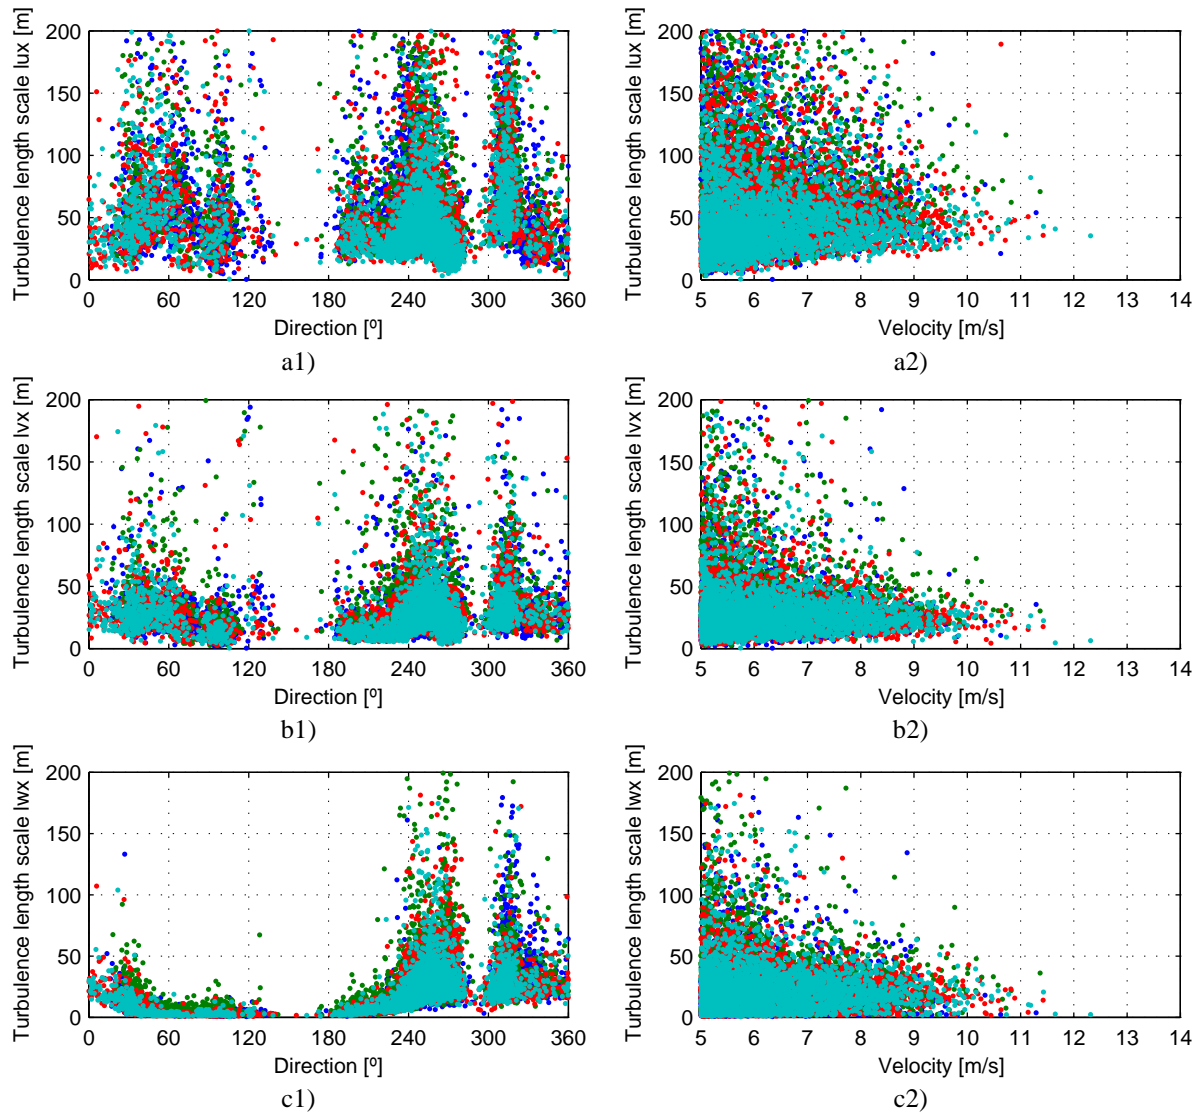 Turbulence length scale lux [m]
200
150
100
50
0
0 60 120 180 240 300 360
Direction [º]
a1)
Turbulence length scale lux [m]
200
150
100
50
0
5 6 7 8 9 10 11 12 13 14
Velocity [m/s]
a2)
Turbulence length scale lvx [m]
200
150
100
50
0
0 60 120 180 240 300 360
Direction [º]
b1)
Turbulence length scale lvx [m]
200
150
100
50
0
5 6 7 8 9 10 11 12 13 14
Velocity [m/s]
b2)
Turbulence length scale lwx [m]
200
150
100
50
0
0 60 120 180 240 300 360
Direction [º]
c1)
Turbulence length scale lwx [m]
200
150
100
50
0
5 6 7 8 9 10 11 12 13 14
Velocity [m/s]
c2)